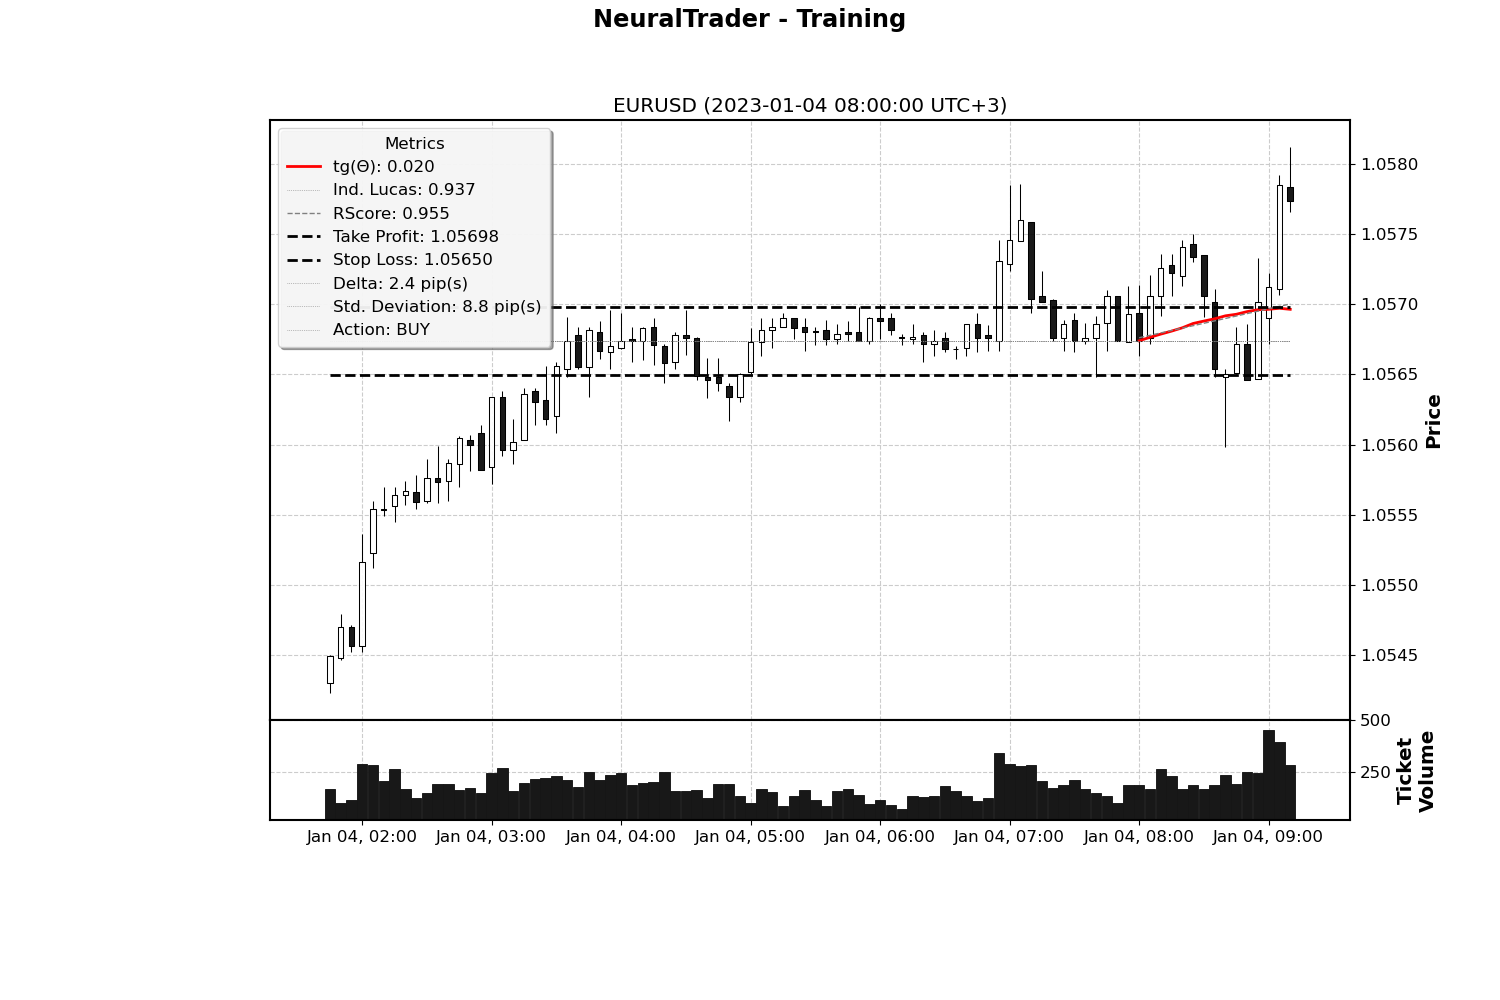 NeuralTrader - Training
EURUSD (2023-01-04 08:00:00 UTC+3)
Metrics
tg(Θ): 0.020
Ind. Lucas: 0.937
RScore: 0.955
Take Profit: 1.05698
Stop Loss: 1.05650
Delta: 2.4 pip(s)
Std. Deviation: 8.8 pip(s)
Action: BUY
1.0580
1.0575
1.0570
1.0565
1.0560
1.0555
1.0550
1.0545
Price
500
250
Ticket
Volume
Jan 04, 02:00
Jan 04, 03:00
Jan 04, 04:00
Jan 04, 05:00
Jan 04, 06:00
Jan 04, 07:00
Jan 04, 08:00
Jan 04, 09:00